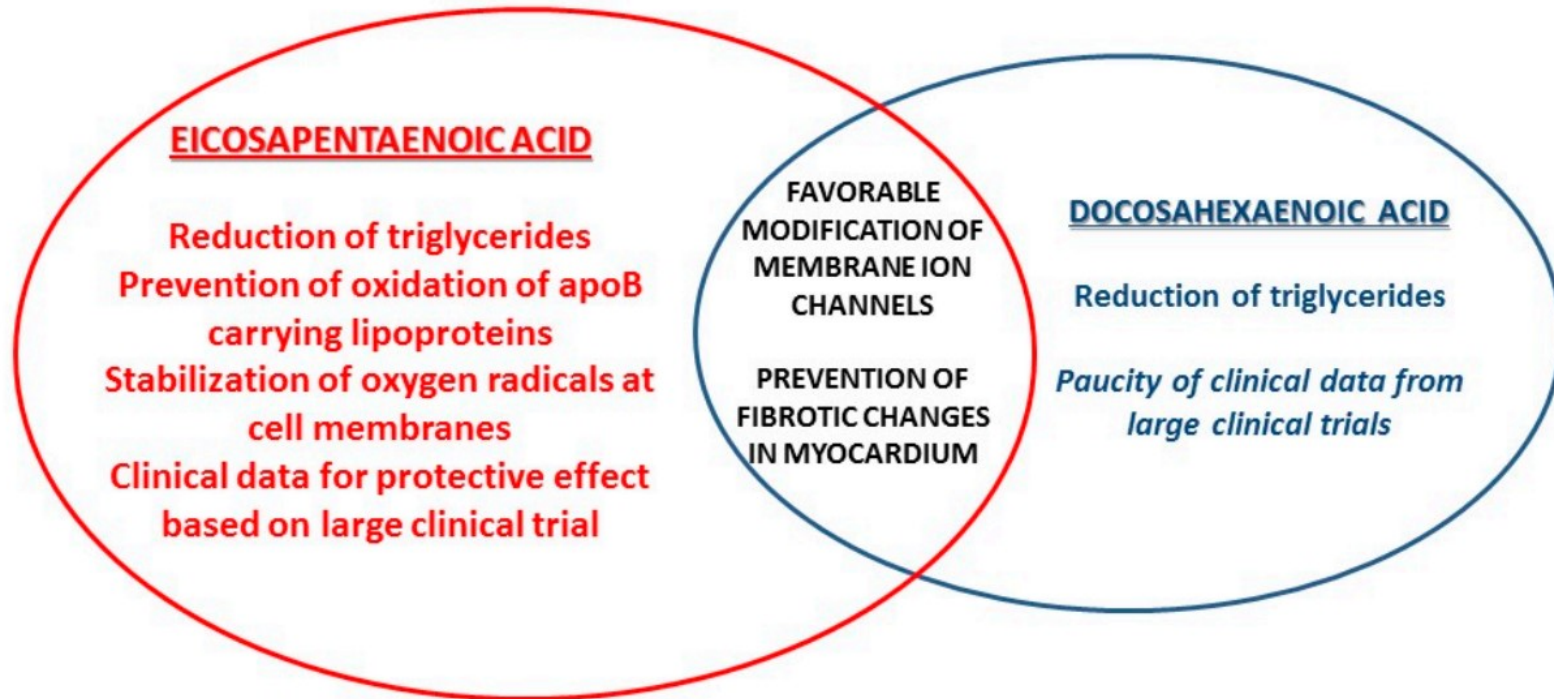 EICOSAPENTAENOIC ACID
Reduction of triglycerides
Prevention of oxidation of apoB
carrying lipoproteins
Stabilization of oxygen radicals at
cell membranes
Clinical data for protective effect
based on large clinical trial
FAVORABLE
MODIFICATION OF
MEMBRANE ION
CHANNELS
PREVENTION OF
FIBROTIC CHANGES
IN MYOCARDIUM
DOCOSAHEXAENOIC ACID
Reduction of triglycerides
Paucity of clinical data from
large clinical trials